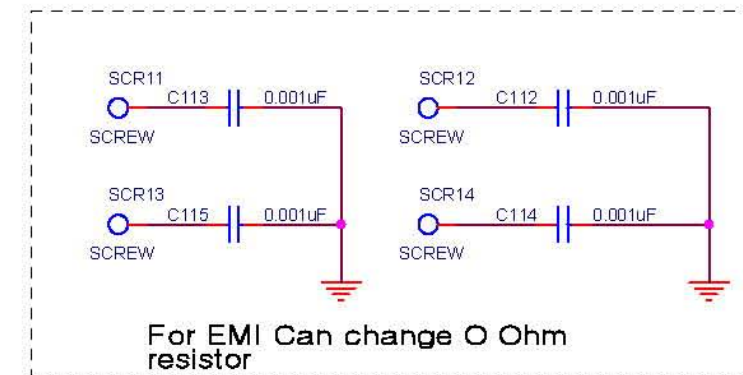 SCR11
C113 0.001uF
SCREW
SCR12
C112 0.001uF
SCREW
SCR13
C115 0.001uF
SCREW
SCR14
C114 0.001uF
SCREW
For EMI Can change O Ohm
resistor